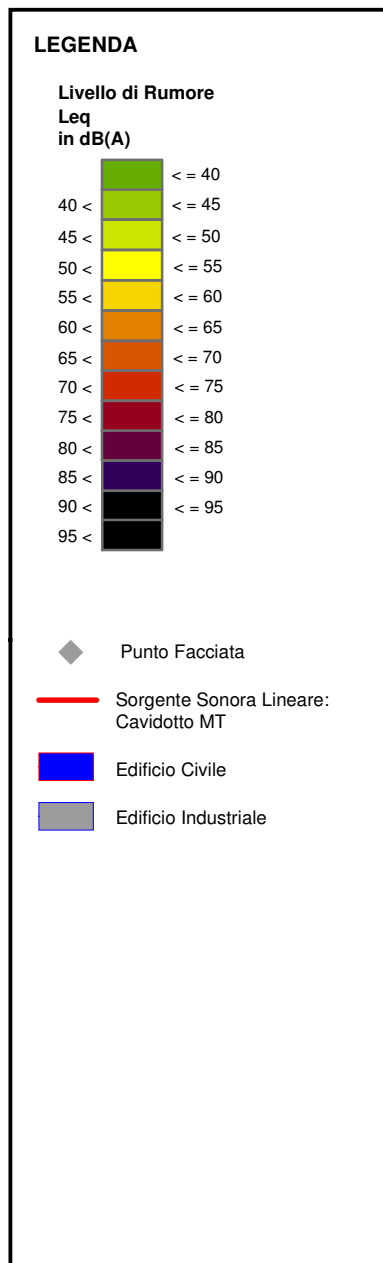 LEGENDA
Livello di Rumore
Leq
in dB(A)
< = 40
40 < < = 45
45 < < = 50
50 < < = 55
55 < < = 60
60 < < = 65
65 < < = 70
70 < < = 75
75 < < = 80
80 < < = 85
85 < < = 90
90 < < = 95
95 <
Punto Facciata
Sorgente Sonora Lineare:
Cavidotto MT
Edificio Civile
Edificio Industriale